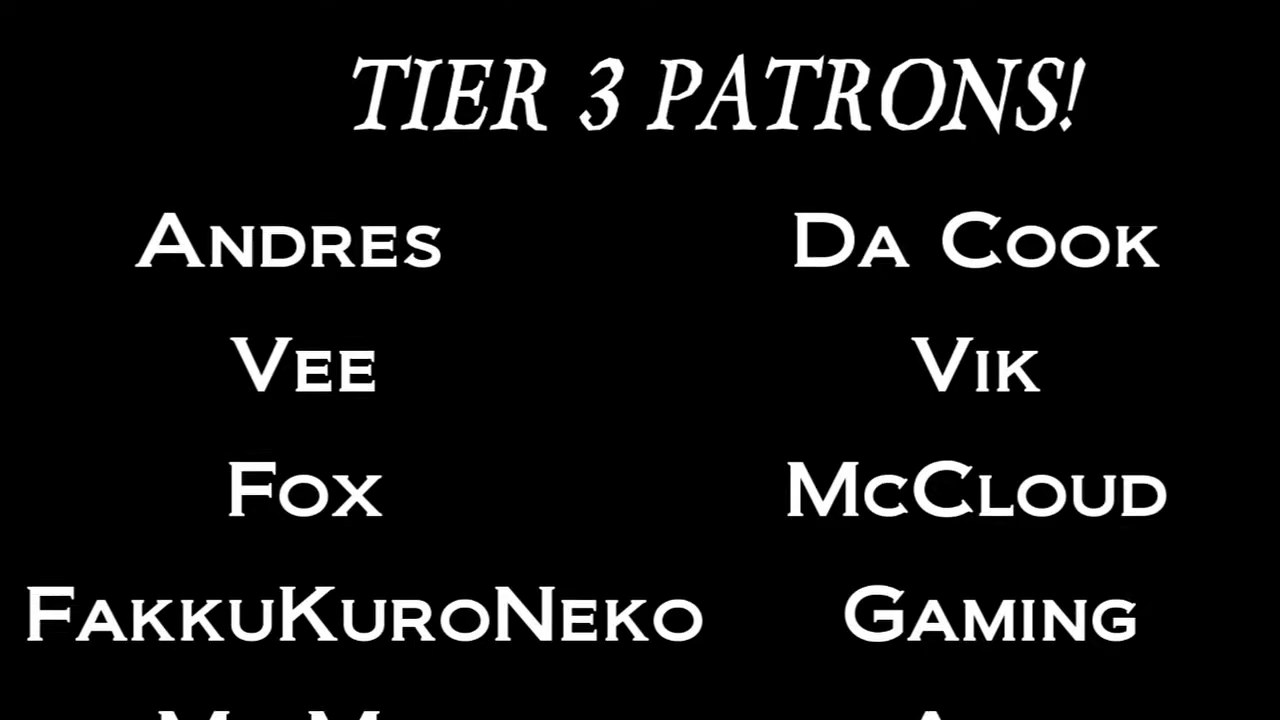 TIER 3 PATRONS!
Andres Da Cook
Vee Vik
Fox McCloud
FakkuKuroNeko Gaming